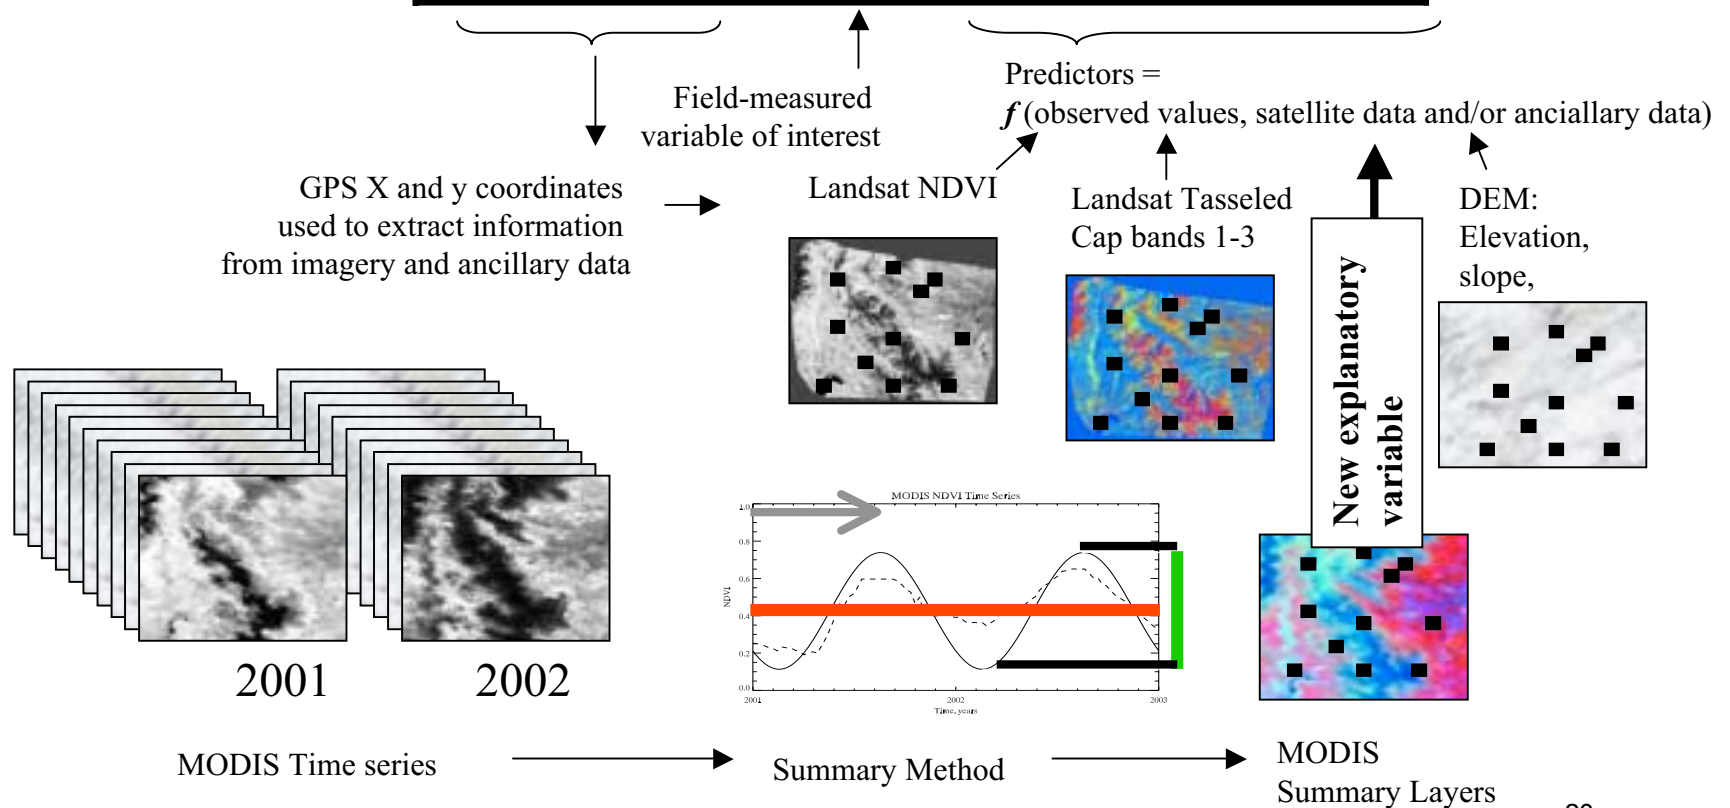 Field-measured
variable of interest
Predictors =
f (observed values, satellite data and/or anciallary data)
GPS X and y coordinates
used to extract information
from imagery and ancillary data
Landsat NDVI
Landsat Tasseled
Cap bands 1-3
DEM:
Elevation,
slope,
New explanatory
variable
2001
2002
MODIS NDVI Time Series
1.0
0.8
0.6
0.4
0.2
0.0
NDVI
2001
2002
2003
Time, years
MODIS Time series
Summary Method
MODIS
Summary Layers